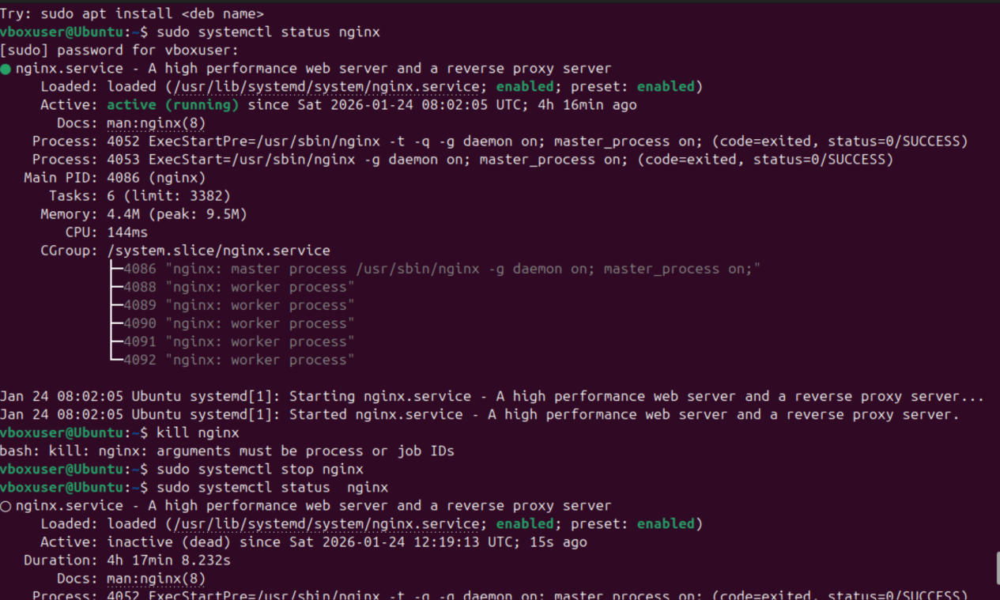 Try: sudo apt install <deb name>
vboxuser@Ubuntu:~$ sudo systemctl status nginx
[sudo] password for vboxuser:
● nginx.service - A high performance web server and a reverse proxy server
     Loaded: loaded (/usr/lib/systemd/system/nginx.service; enabled; preset: enabled)
     Active: active (running) since Sat 2026-01-24 08:02:05 UTC; 4h 16min ago
       Docs: man:nginx(8)
    Process: 4052 ExecStartPre=/usr/sbin/nginx -t -q -g daemon on; master_process on; (code=exited, status=0/SUCCESS)
    Process: 4053 ExecStart=/usr/sbin/nginx -g daemon on; master_process on; (code=exited, status=0/SUCCESS)
   Main PID: 4086 (nginx)
      Tasks: 6 (limit: 3382)
     Memory: 4.4M (peak: 9.5M)
        CPU: 144ms
     CGroup: /system.slice/nginx.service
             ├─4086 "nginx: master process /usr/sbin/nginx -g daemon on; master_process on;"
             ├─4088 "nginx: worker process"
             ├─4089 "nginx: worker process"
             ├─4090 "nginx: worker process"
             ├─4091 "nginx: worker process"
             └─4092 "nginx: worker process"
Jan 24 08:02:05 Ubuntu systemd[1]: Starting nginx.service - A high performance web server and a reverse proxy server...
Jan 24 08:02:05 Ubuntu systemd[1]: Started nginx.service - A high performance web server and a reverse proxy server.
vboxuser@Ubuntu:~$ kill nginx
bash: kill: nginx: arguments must be process or job IDs
vboxuser@Ubuntu:~$ sudo systemctl stop nginx
vboxuser@Ubuntu:~$ sudo systemctl status  nginx
○ nginx.service - A high performance web server and a reverse proxy server
     Loaded: loaded (/usr/lib/systemd/system/nginx.service; enabled; preset: enabled)
     Active: inactive (dead) since Sat 2026-01-24 12:19:13 UTC; 15s ago
   Duration: 4h 17min 8.232s
       Docs: man:nginx(8)
    Process: 4052 ExecStartPre=/usr/sbin/nginx -t -q -g daemon on; master_process on; (code=exited, status=0/SUCCESS)